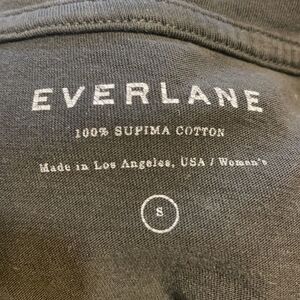 EVERLANE
100% SUPIMA COTTON
Made in Los Angeles, USA / Women's
S